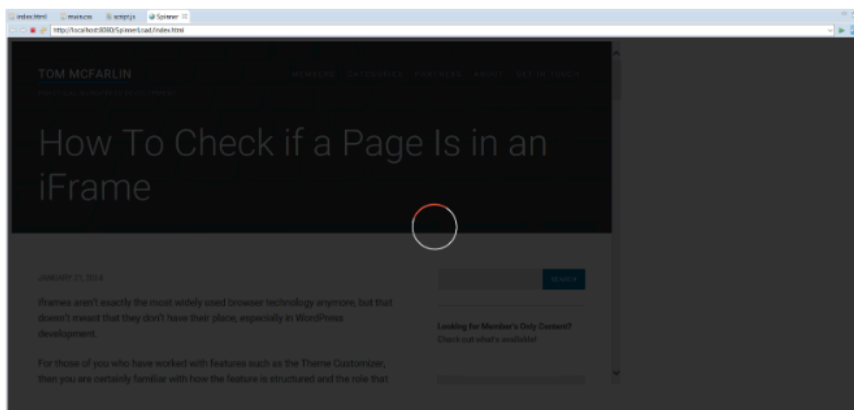 index.html main.css script.js Spinner
http://localhost:8080/SpinnerLoad/index.html
TOM MCFARLIN
MEMBERS CATEGORIES PARTNERS ABOUT GET IN TOUCH
How To Check if a Page Is in an
iFrame
JANUARY 21, 2014
SEARCH
iframes aren't exactly the most widely used browser technology anymore, but that
doesn't meant that they don't have their place, especially in WordPress
development.
For those of you who have worked with features such as the Theme Customizer,
then you are certainly familiar with how the feature is structured and the role that
Looking for Member's Only Content?
Check out what's available!